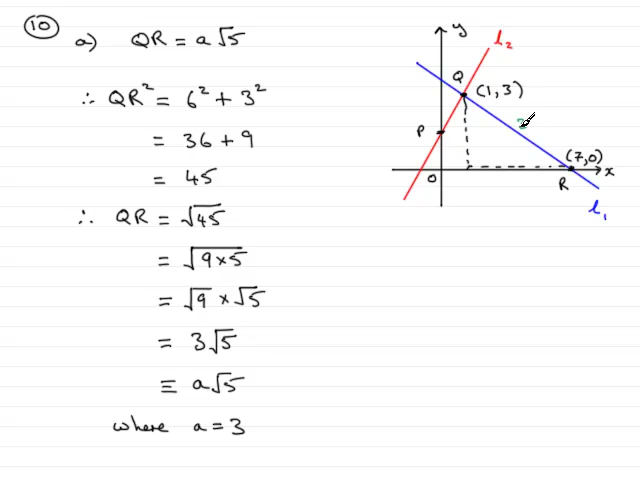 10
a) QR = a√5
∴ QR² = 6² + 3²
= 36 + 9
= 45
∴ QR = √45
= √9×5
= √9 × √5
= 3√5
≡ a√5
where a = 3
y
l₂
Q
(1,3)
P
3
(7,0)
x
O
R
l₁